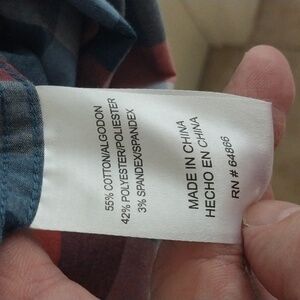 55% COTTON/ALGODON
42% POLYESTER/POLIESTER
3% SPANDEX/SPANDEX
MADE IN CHINA
HECHO EN CHINA
RN # 64866